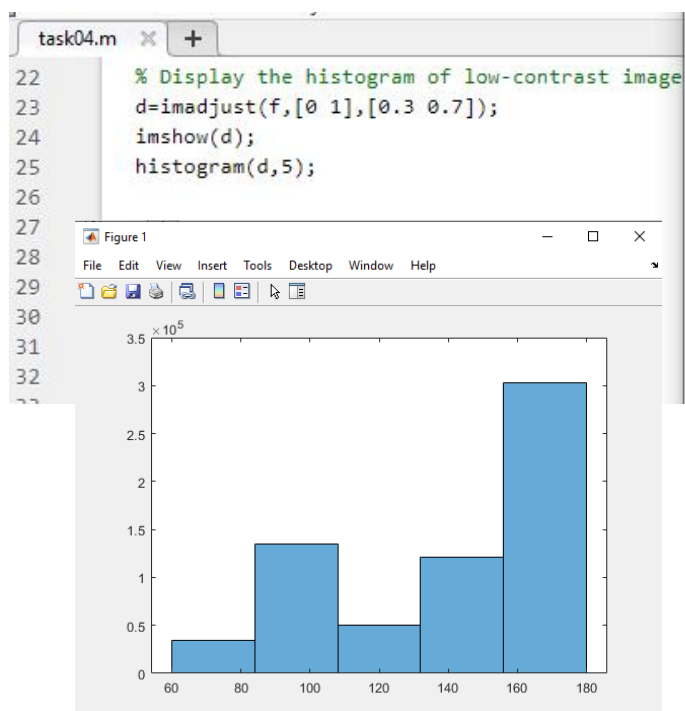 task04.m
22 % Display the histogram of low-contrast image
23 d=imadjust(f,[0 1],[0.3 0.7]);
24 imshow(d);
25 histogram(d,5);
26
27
28
29
30
31
32
Figure 1
File Edit View Insert Tools Desktop Window Help
×10^5
3.5
3
2.5
2
1.5
1
0.5
0
60 80 100 120 140 160 180